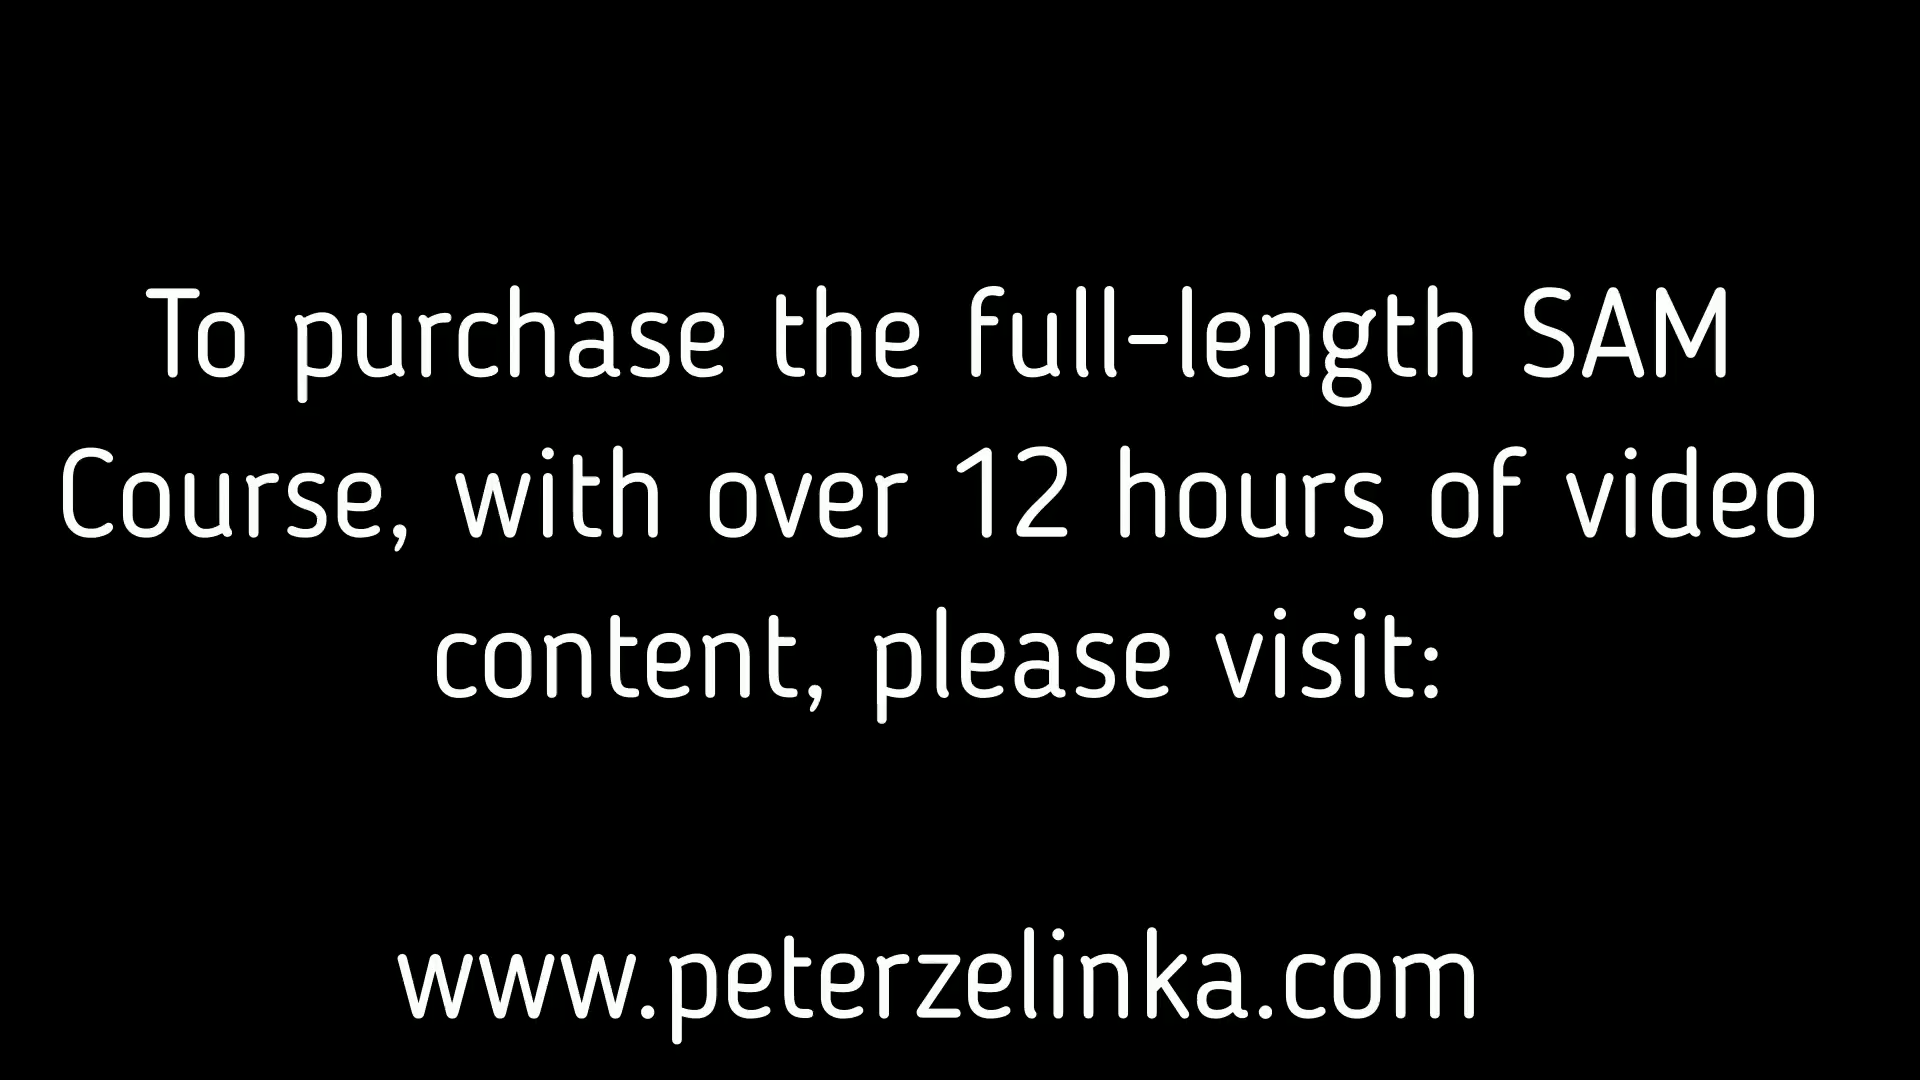 To purchase the full-length SAM
Course, with over 12 hours of video
content, please visit:
www.peterzelinka.com